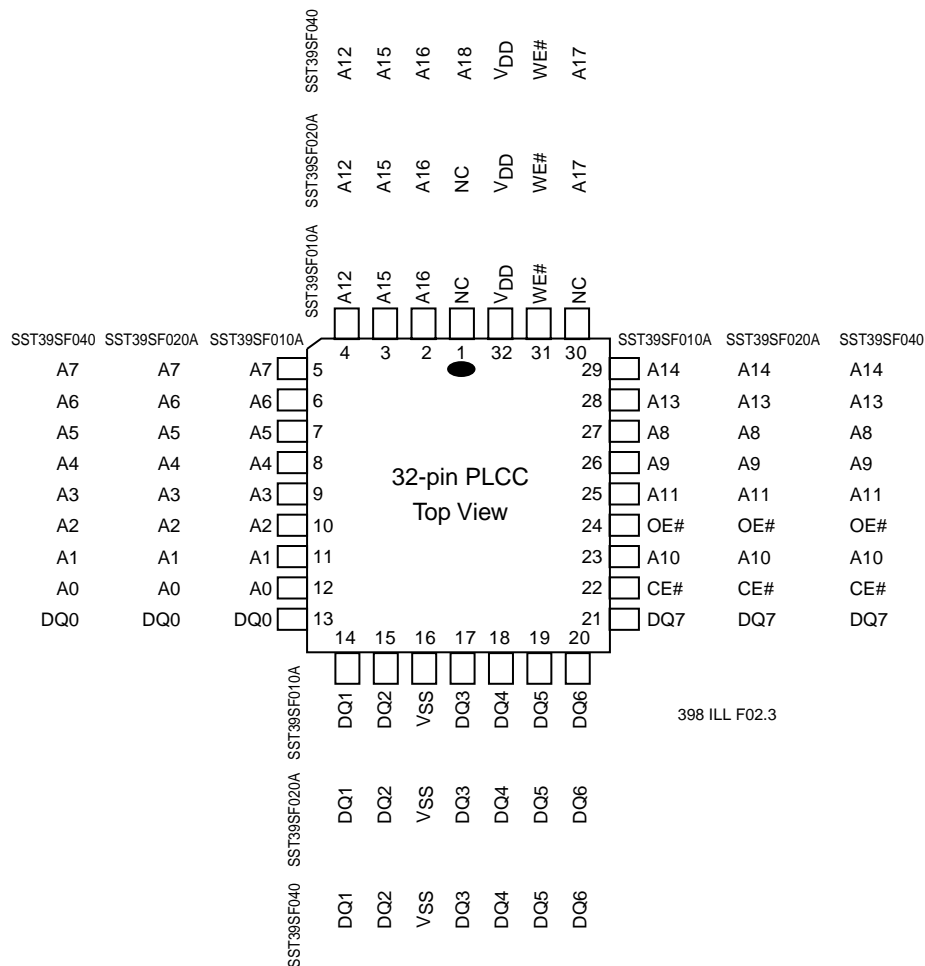 SST39SF040 A12 A15 A16 A18 VDD WE# A17
SST39SF020A A12 A15 A16 NC VDD WE# A17
SST39SF010A A12 A15 A16 NC VDD WE# NC
SST39SF040 SST39SF020A SST39SF010A 4 3 2 1 32 31 30 SST39SF010A SST39SF020A SST39SF040
A7 A7 A7 5 29 A14 A14 A14
A6 A6 A6 6 28 A13 A13 A13
A5 A5 A5 7 27 A8 A8 A8
A4 A4 A4 8 26 A9 A9 A9
32-pin PLCC
A3 A3 A3 9 25 A11 A11 A11
Top View
A2 A2 A2 10 24 OE# OE# OE#
A1 A1 A1 11 23 A10 A10 A10
A0 A0 A0 12 22 CE# CE# CE#
DQ0 DQ0 DQ0 13 21 DQ7 DQ7 DQ7
14 15 16 17 18 19 20
SST39SF010A DQ1 DQ2 VSS DQ3 DQ4 DQ5 DQ6
398 ILL F02.3
SST39SF020A DQ1 DQ2 VSS DQ3 DQ4 DQ5 DQ6
SST39SF040 DQ1 DQ2 VSS DQ3 DQ4 DQ5 DQ6